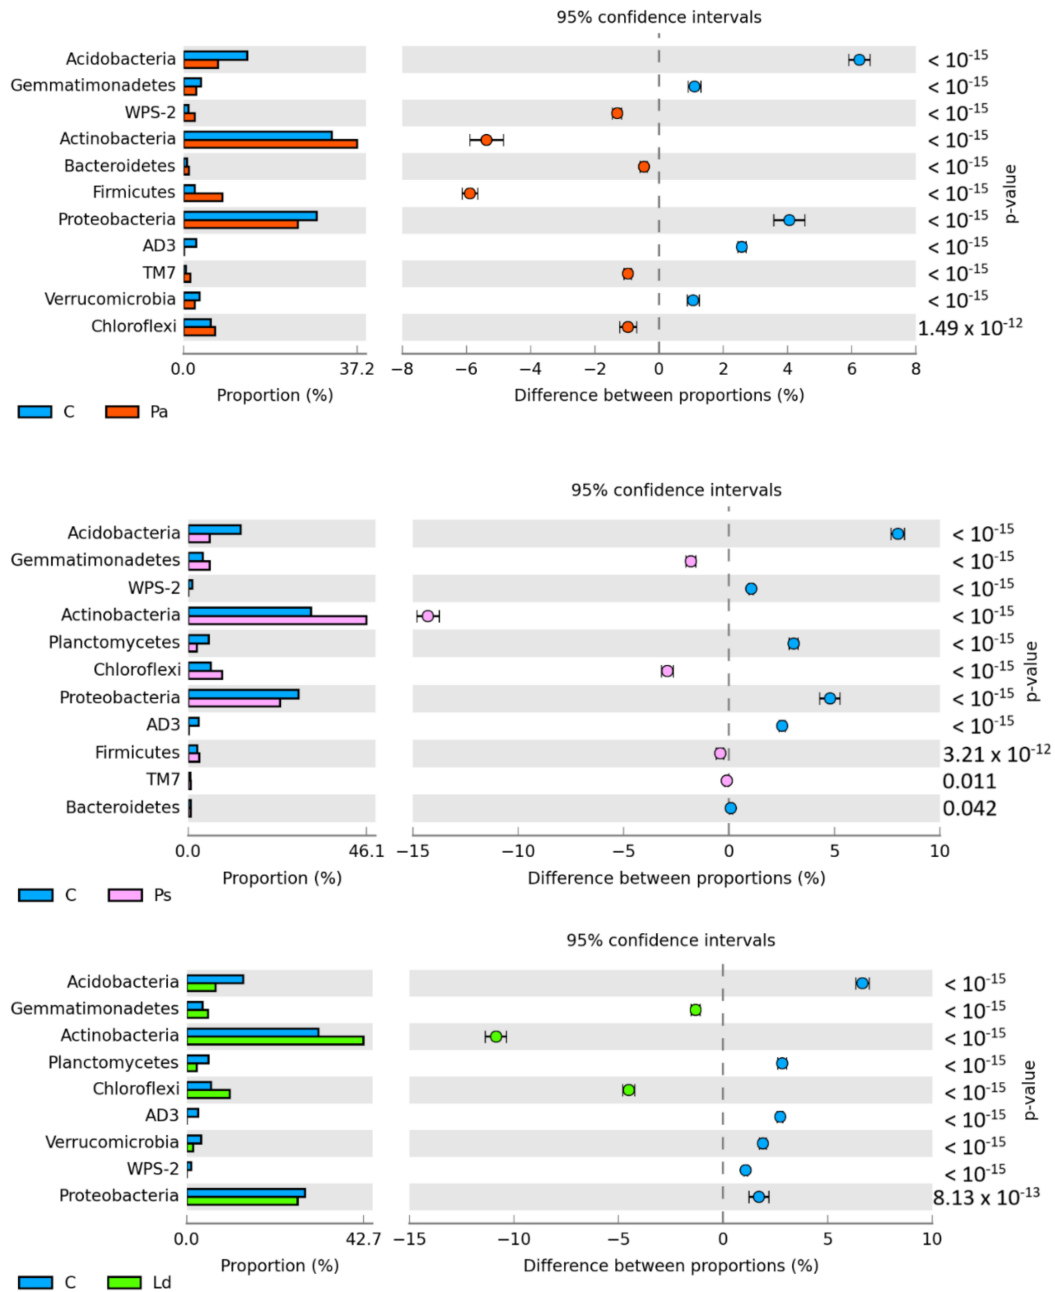 95% confidence intervals
Acidobacteria < 10⁻¹⁵
Gemmatimonadetes < 10⁻¹⁵
WPS-2 < 10⁻¹⁵
Actinobacteria < 10⁻¹⁵
Bacteroidetes < 10⁻¹⁵
Firmicutes < 10⁻¹⁵
Proteobacteria < 10⁻¹⁵
AD3 < 10⁻¹⁵
TM7 < 10⁻¹⁵
Verrucomicrobia < 10⁻¹⁵
Chloroflexi 1.49 x 10⁻¹²
p-value
0.0 37.2 −8 −6 −4 −2 0 2 4 6 8
Proportion (%) Difference between proportions (%)
C Pa
95% confidence intervals
Acidobacteria < 10⁻¹⁵
Gemmatimonadetes < 10⁻¹⁵
WPS-2 < 10⁻¹⁵
Actinobacteria < 10⁻¹⁵
Planctomycetes < 10⁻¹⁵
Chloroflexi < 10⁻¹⁵
Proteobacteria < 10⁻¹⁵
AD3 < 10⁻¹⁵
Firmicutes 3.21 x 10⁻¹²
TM7 0.011
Bacteroidetes 0.042
p-value
0.0 46.1 −15 −10 −5 0 5 10
Proportion (%) Difference between proportions (%)
C Ps
95% confidence intervals
Acidobacteria < 10⁻¹⁵
Gemmatimonadetes < 10⁻¹⁵
Actinobacteria < 10⁻¹⁵
Planctomycetes < 10⁻¹⁵
Chloroflexi < 10⁻¹⁵
AD3 < 10⁻¹⁵
Verrucomicrobia < 10⁻¹⁵
WPS-2 < 10⁻¹⁵
Proteobacteria 8.13 x 10⁻¹³
p-value
0.0 42.7 −15 −10 −5 0 5 10
Proportion (%) Difference between proportions (%)
C Ld